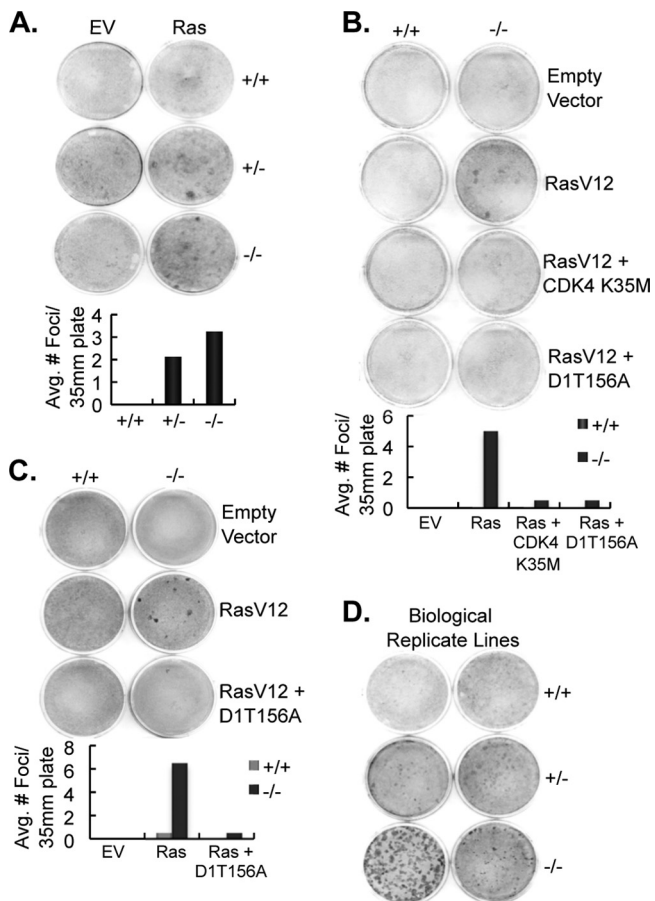 A.
EV Ras
+/+
+/-
-/-
Avg. # Foci/
35mm plate
4
3
2
1
0
+/+ +/- -/-
B.
+/+ -/-
Empty
Vector
RasV12
RasV12 +
CDK4 K35M
RasV12 +
D1T156A
Avg. # Foci/
35mm plate
6
4
2
0
+/+
-/-
EV Ras Ras + Ras +
CDK4 D1T156A
K35M
C.
+/+ -/-
Empty
Vector
RasV12
RasV12 +
D1T156A
Avg. # Foci/
35mm plate
8
6
4
2
0
+/+
-/-
EV Ras Ras +
D1T156A
D.
Biological
Replicate Lines
+/+
+/-
-/-